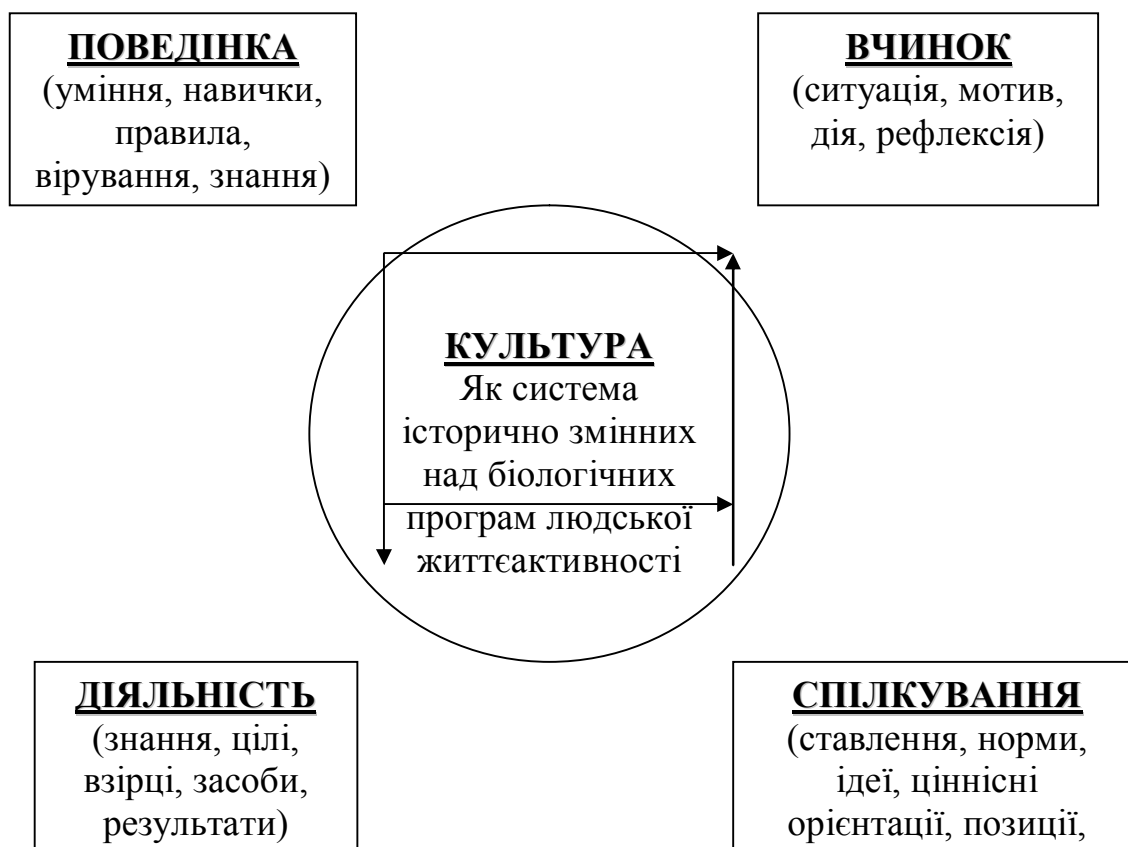 ПОВЕДІНКА
(уміння, навички,
правила,
вірування, знання)
ВЧИНОК
(ситуація, мотив,
дія, рефлексія)
КУЛЬТУРА
Як система
історично змінних
над біологічних
програм людської
життєактивності
ДІЯЛЬНІСТЬ
(знання, цілі,
взірці, засоби,
результати)
СПІЛКУВАННЯ
(ставлення, норми,
ідеї, ціннісні
орієнтації, позиції,